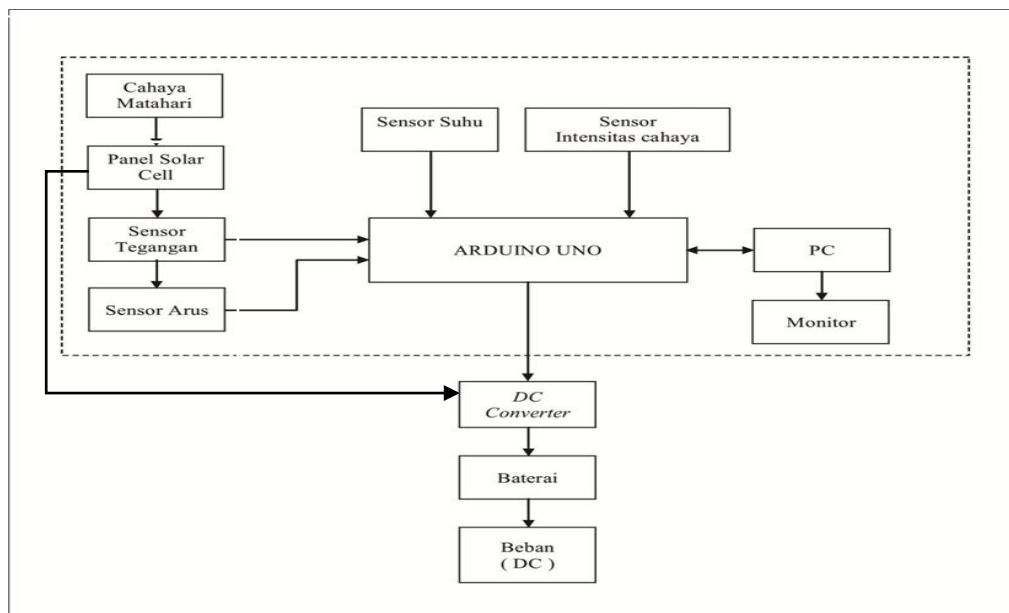 Cahaya
Matahari
Panel Solar
Cell
Sensor
Tegangan
Sensor Arus
Sensor Suhu
Sensor
Intensitas cahaya
ARDUINO UNO
PC
Monitor
DC
Converter
Baterai
Beban
( DC )